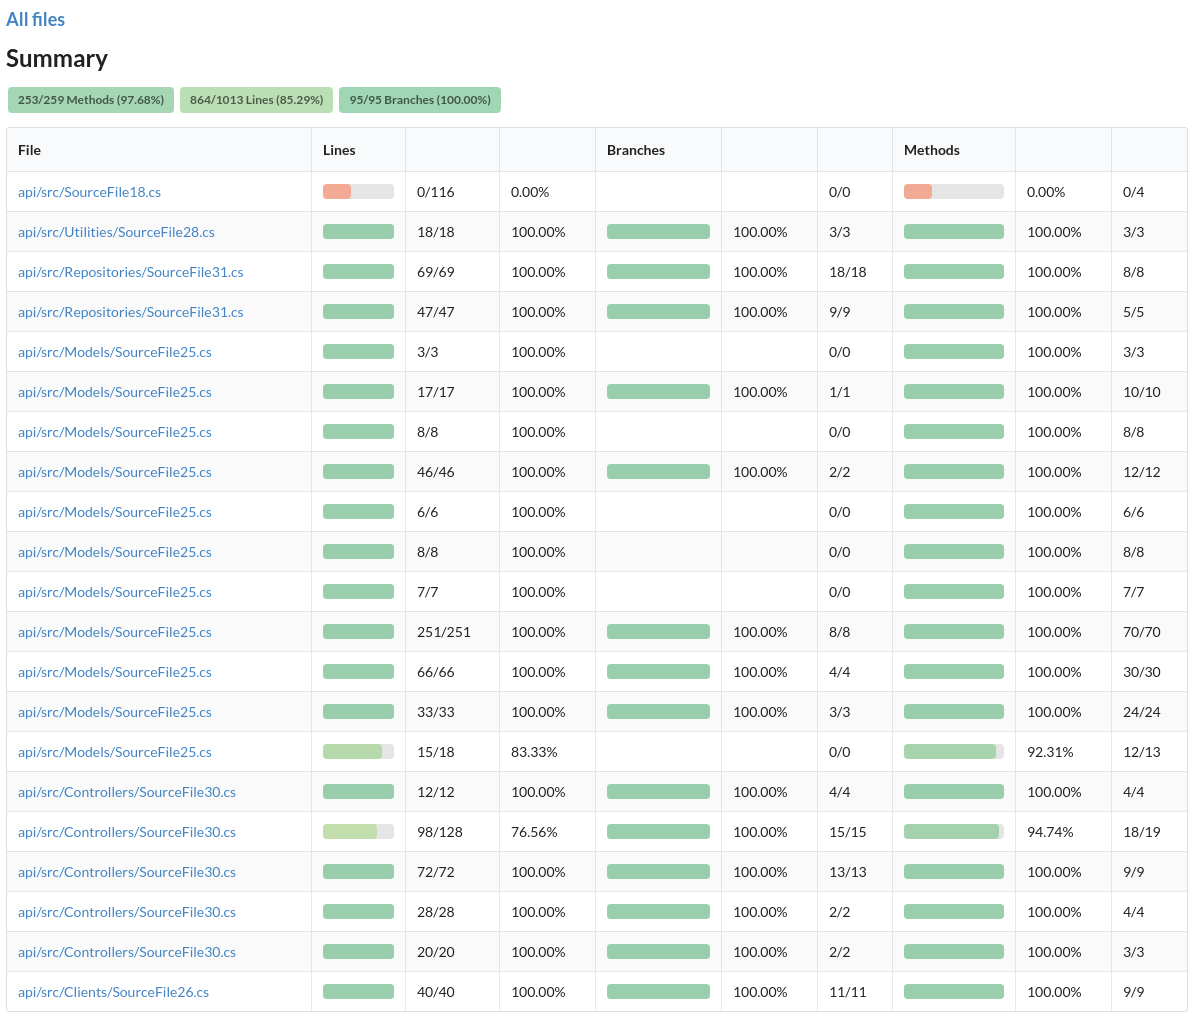 All files
Summary
253/259 Methods (97.68%) 864/1013 Lines (85.29%) 95/95 Branches (100.00%)
File Lines Branches Methods
api/src/SourceFile18.cs 0/116 0.00% 0/0 0.00% 0/4
api/src/Utilities/SourceFile28.cs 18/18 100.00% 100.00% 3/3 100.00% 3/3
api/src/Repositories/SourceFile31.cs 69/69 100.00% 100.00% 18/18 100.00% 8/8
api/src/Repositories/SourceFile31.cs 47/47 100.00% 100.00% 9/9 100.00% 5/5
api/src/Models/SourceFile25.cs 3/3 100.00% 0/0 100.00% 3/3
api/src/Models/SourceFile25.cs 17/17 100.00% 100.00% 1/1 100.00% 10/10
api/src/Models/SourceFile25.cs 8/8 100.00% 0/0 100.00% 8/8
api/src/Models/SourceFile25.cs 46/46 100.00% 100.00% 2/2 100.00% 12/12
api/src/Models/SourceFile25.cs 6/6 100.00% 0/0 100.00% 6/6
api/src/Models/SourceFile25.cs 8/8 100.00% 0/0 100.00% 8/8
api/src/Models/SourceFile25.cs 7/7 100.00% 0/0 100.00% 7/7
api/src/Models/SourceFile25.cs 251/251 100.00% 100.00% 8/8 100.00% 70/70
api/src/Models/SourceFile25.cs 66/66 100.00% 100.00% 4/4 100.00% 30/30
api/src/Models/SourceFile25.cs 33/33 100.00% 100.00% 3/3 100.00% 24/24
api/src/Models/SourceFile25.cs 15/18 83.33% 0/0 92.31% 12/13
api/src/Controllers/SourceFile30.cs 12/12 100.00% 100.00% 4/4 100.00% 4/4
api/src/Controllers/SourceFile30.cs 98/128 76.56% 100.00% 15/15 94.74% 18/19
api/src/Controllers/SourceFile30.cs 72/72 100.00% 100.00% 13/13 100.00% 9/9
api/src/Controllers/SourceFile30.cs 28/28 100.00% 100.00% 2/2 100.00% 4/4
api/src/Controllers/SourceFile30.cs 20/20 100.00% 100.00% 2/2 100.00% 3/3
api/src/Clients/SourceFile26.cs 40/40 100.00% 100.00% 11/11 100.00% 9/9